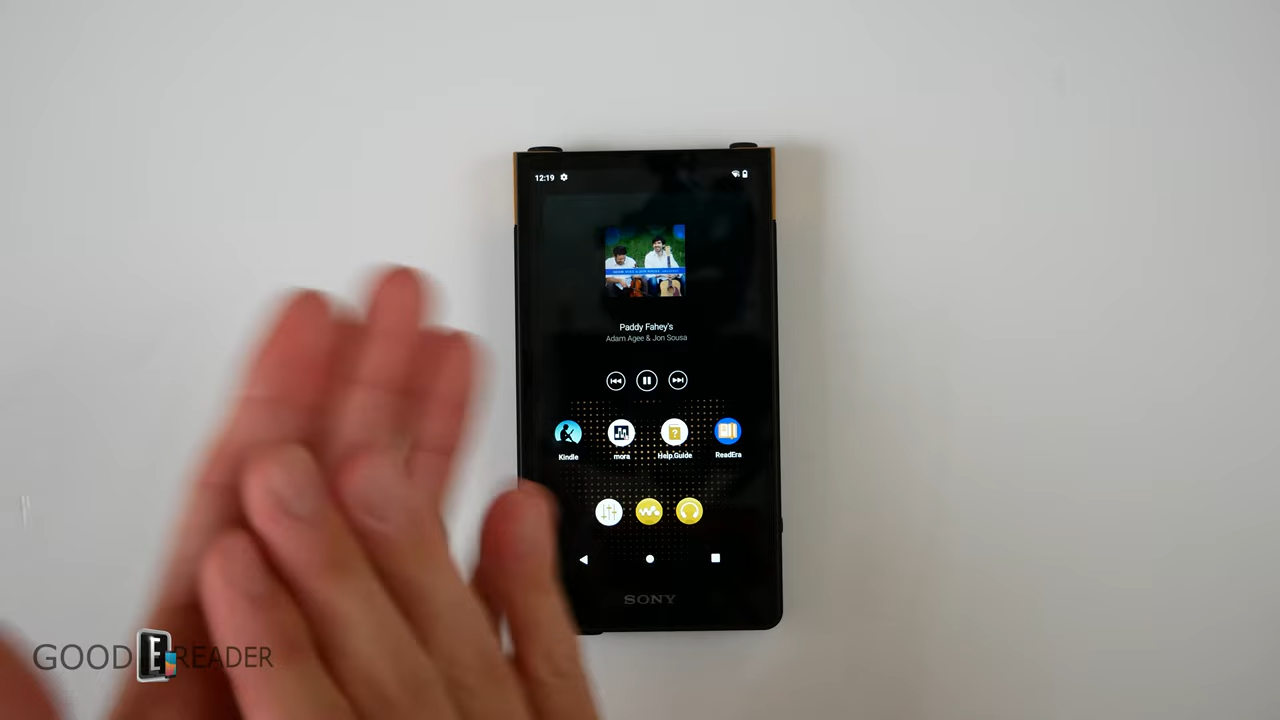 12:19
Paddy Fahey's
Adam Agee & Jon Sousa
Kindle
mora
Help Guide
ReadEra
SONY
GOOD E READER